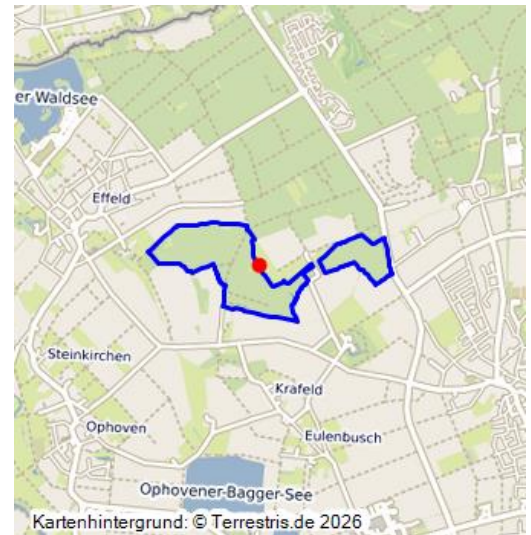 er Waldsee
Effeld
Steinkirchen
Krafeld
Ophoven
Eulenbusch
Ophovener-Bagger-See
Kartenhintergrund: © Terrestris.de 2026